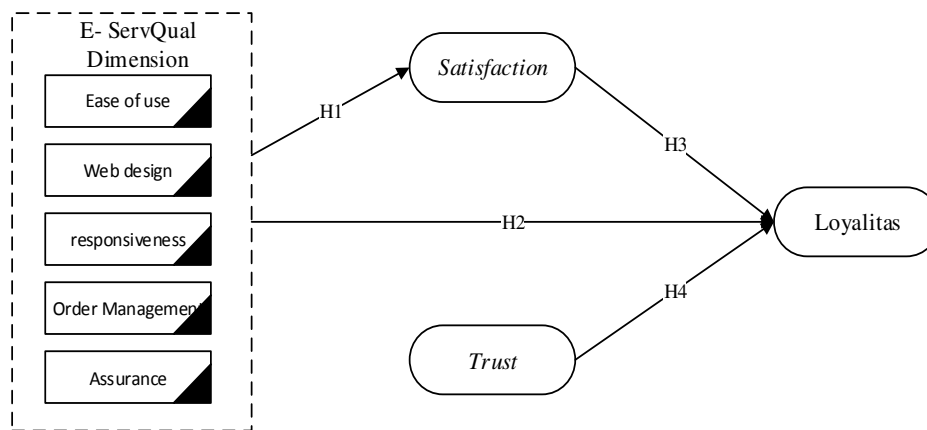 E- ServQual
Dimension
Ease of use
Web design
responsiveness
Order Management
Assurance
Satisfaction
Trust
Loyalitas
H1
H2
H3
H4